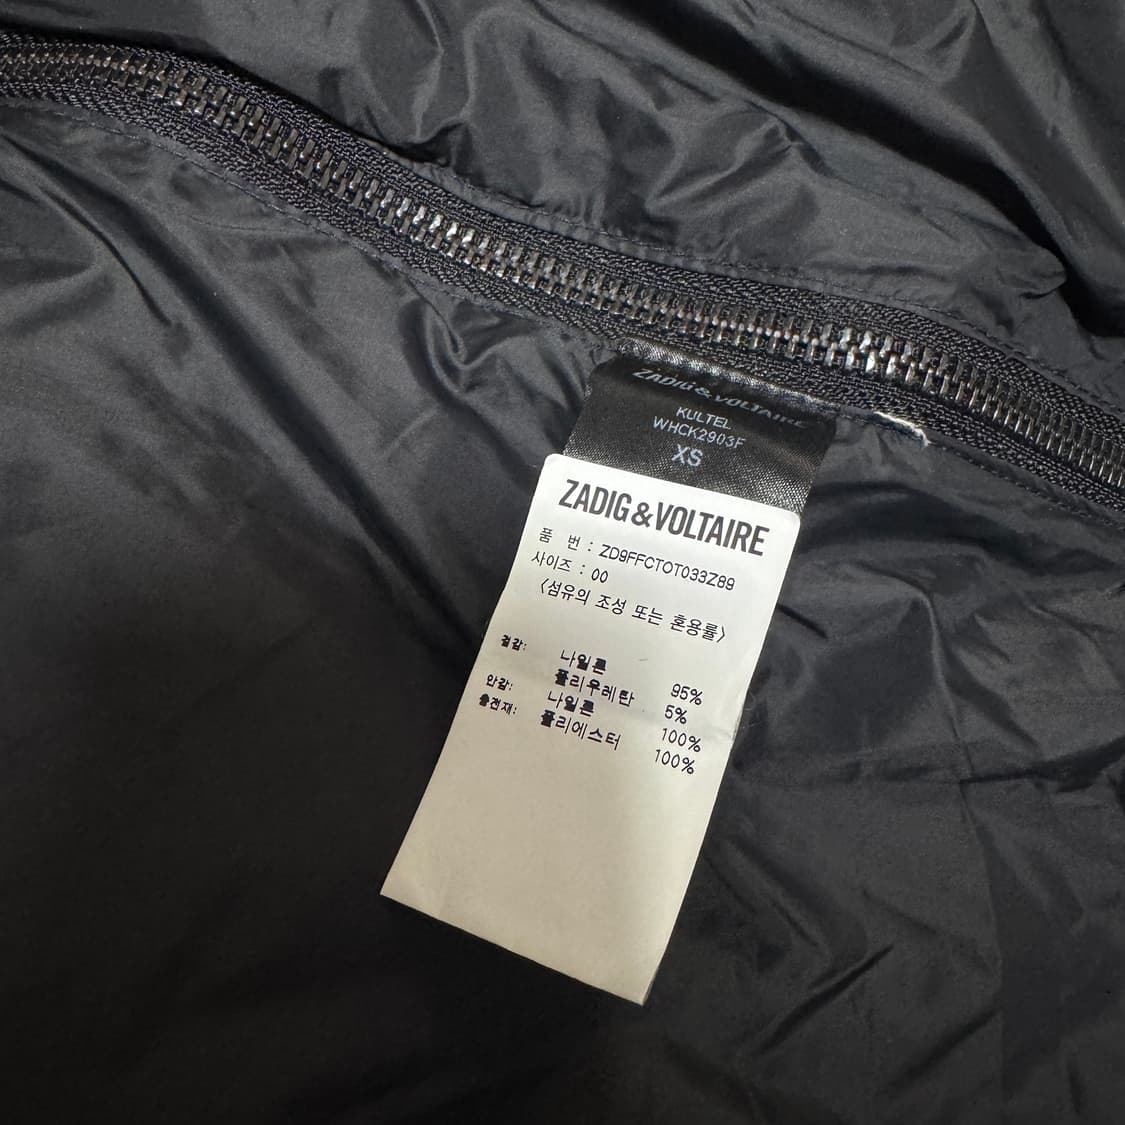 ZADIG & VOLTAIRE
KULTEL
WHCK2903F
XS
ZADIG&VOLTAIRE
품 번 : ZD9FFCTOT033Z89
사이즈 : 00
<섬유의 조성 또는 혼용률>
겉감: 나일론 95%
폴리우레탄 5%
안감: 나일론 100%
충전재: 폴리에스터 100%